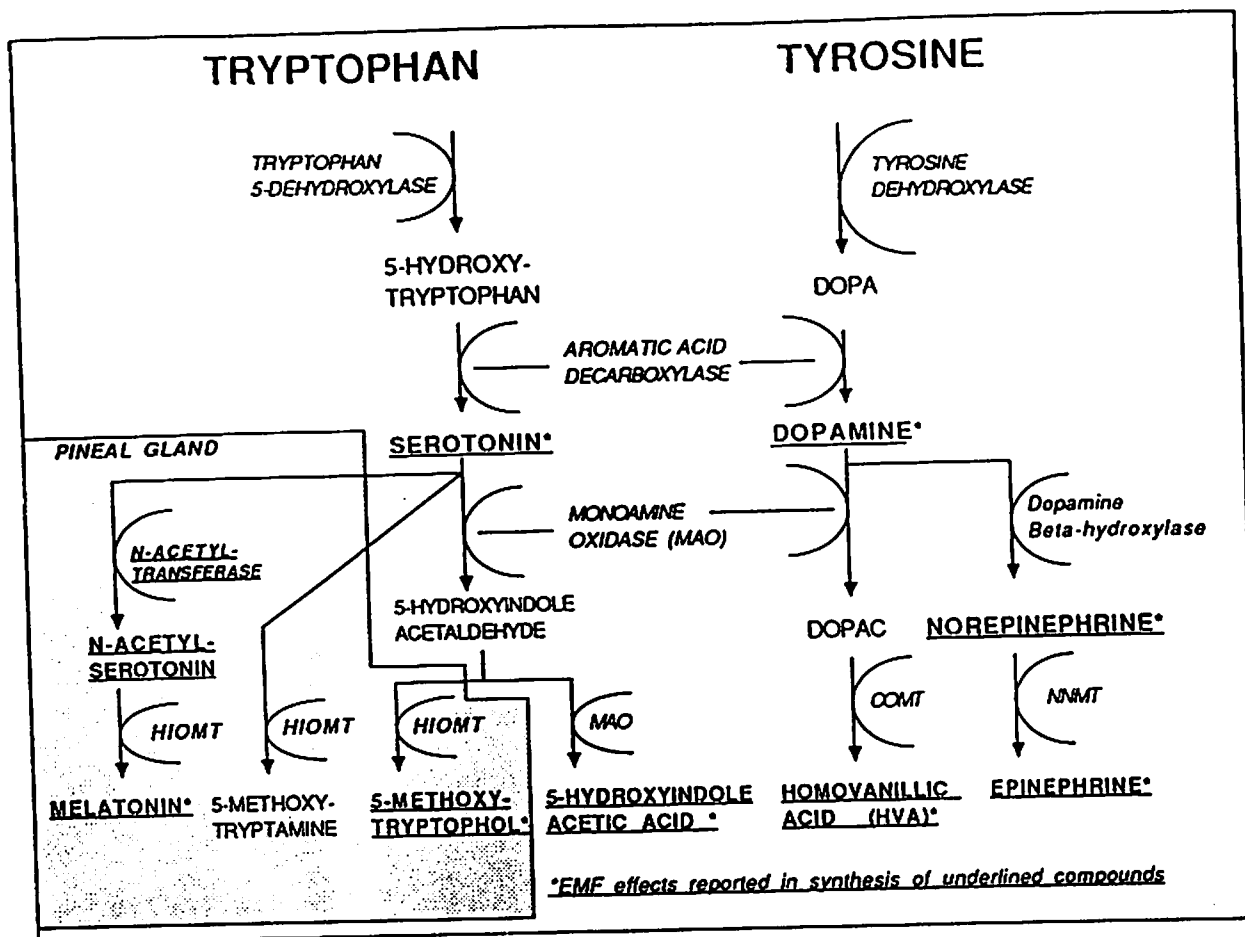 TRYPTOPHAN
TYROSINE
TRYPTOPHAN
5-DEHYDROXYLASE
TYROSINE
DEHYDROXYLASE
5-HYDROXY-
TRYPTOPHAN
DOPA
AROMATIC ACID
DECARBOXYLASE
PINEAL GLAND
SEROTONIN*
DOPAMINE*
N-ACETYL-
TRANSFERASE
MONOAMINE
OXIDASE (MAO)
Dopamine
Beta-hydroxylase
5-HYDROXYINDOLE
ACETALDEHYDE
N-ACETYL-
SEROTONIN
DOPAC
NOREPINEPHRINE*
HIOMT
HIOMT
HIOMT
MAO
COMT
NNMT
MELATONIN*
5-METHOXY-
TRYPTAMINE
5-METHOXY-
TRYPTOPHOL*
5-HYDROXYINDOLE
ACETIC ACID *
HOMOVANILLIC
ACID (HVA)*
EPINEPHRINE*
*EMF effects reported in synthesis of underlined compounds